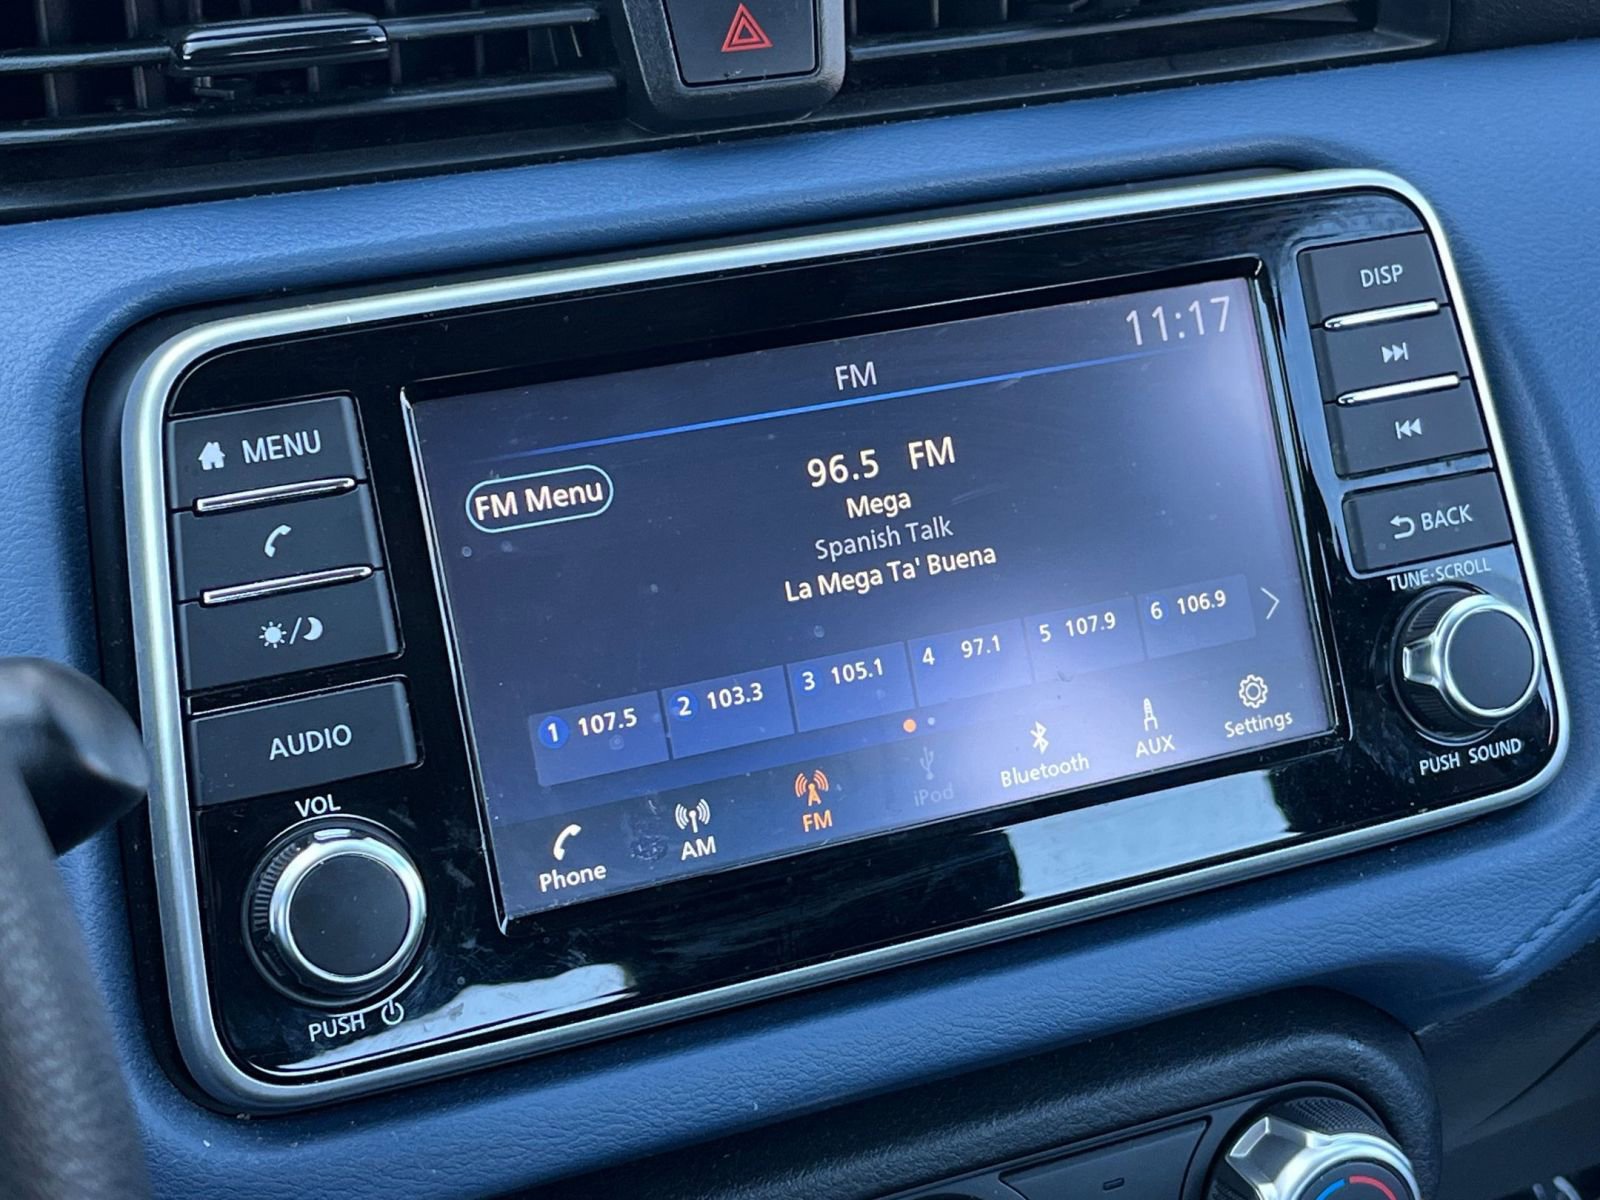 11:17
FM
96.5 FM
FM Menu
Mega
Spanish Talk
La Mega Ta' Buena
1 107.5
2 103.3
3 105.1
4 97.1
5 107.9
6 106.9
Phone
AM
FM
iPod
Bluetooth
AUX
Settings
MENU
AUDIO
VOL
PUSH
DISP
BACK
TUNE·SCROLL
PUSH SOUND